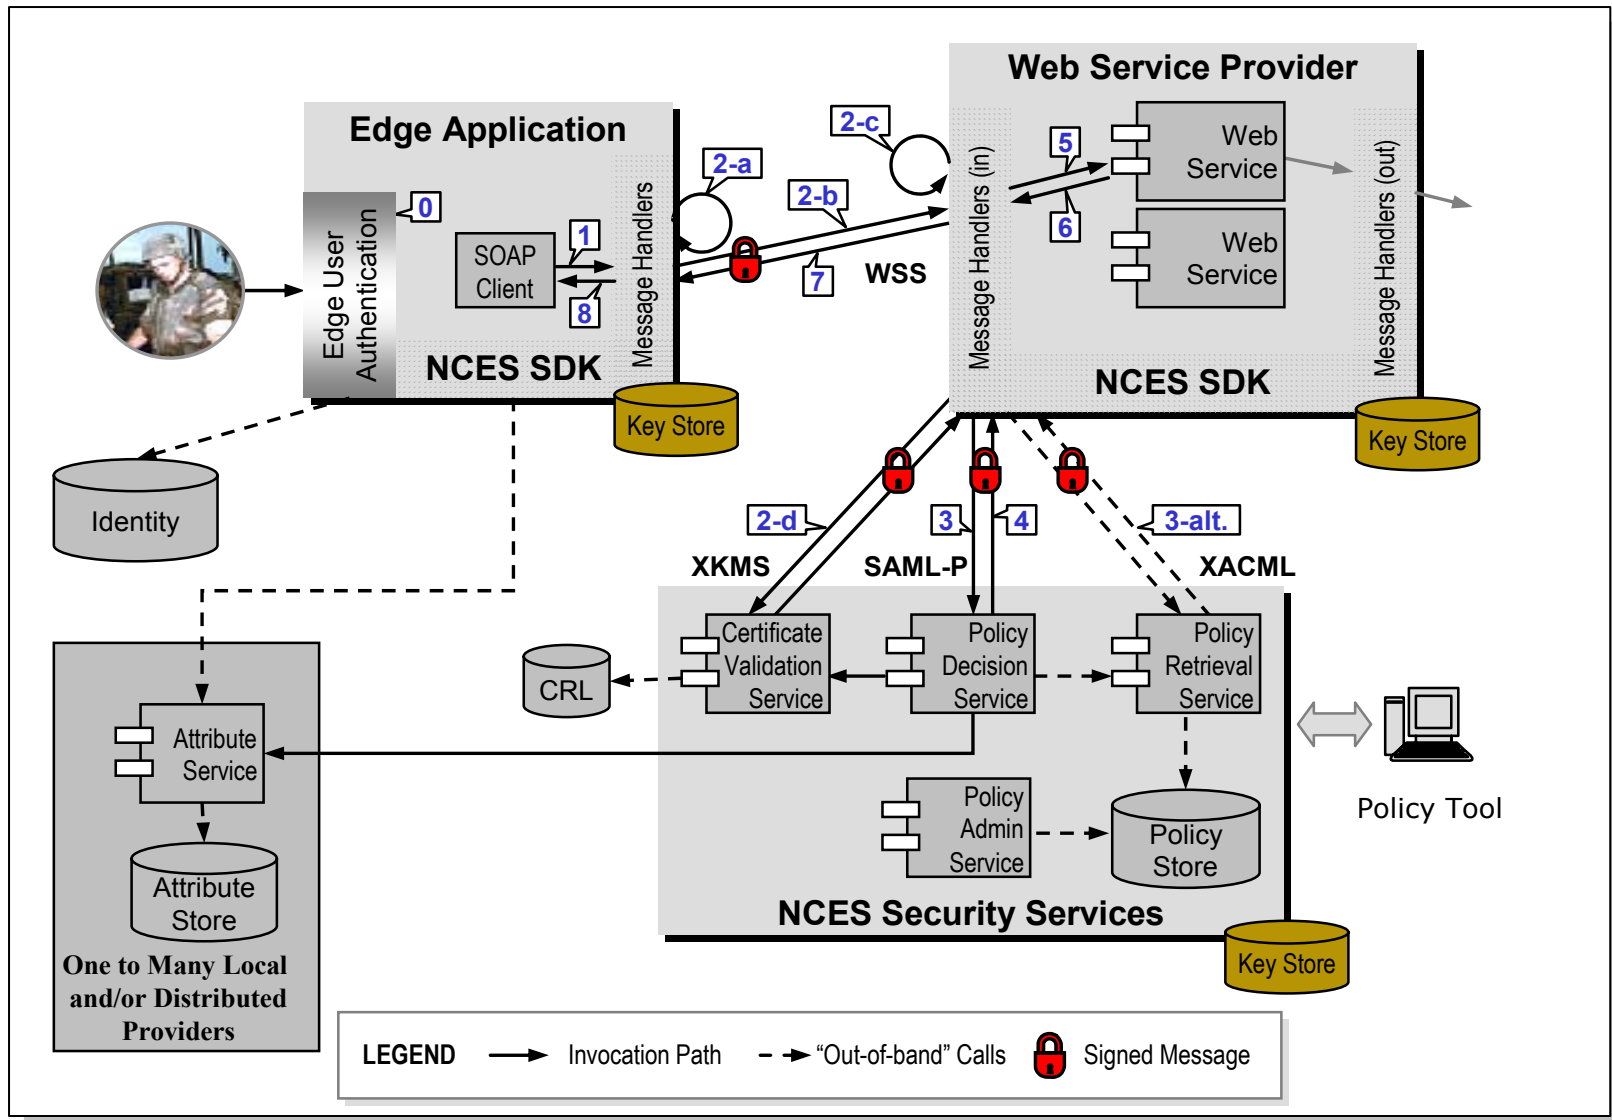 Web Service Provider
Edge Application
2-c
2-a
2-b
5
6
Web
Service
Web
Service
Message Handlers (in)
Message Handlers (out)
NCES SDK
Key Store
0
Edge User
Authentication
SOAP
Client
1
8
Message Handlers
NCES SDK
Key Store
7
WSS
Identity
2-d
3
4
3-alt.
XKMS
SAML-P
XACML
Certificate
Validation
Service
Policy
Decision
Service
Policy
Retrieval
Service
CRL
Attribute
Service
Attribute
Store
One to Many Local
and/or Distributed
Providers
Policy
Admin
Service
Policy
Store
NCES Security Services
Key Store
Policy Tool
LEGEND
Invocation Path
“Out-of-band” Calls
Signed Message